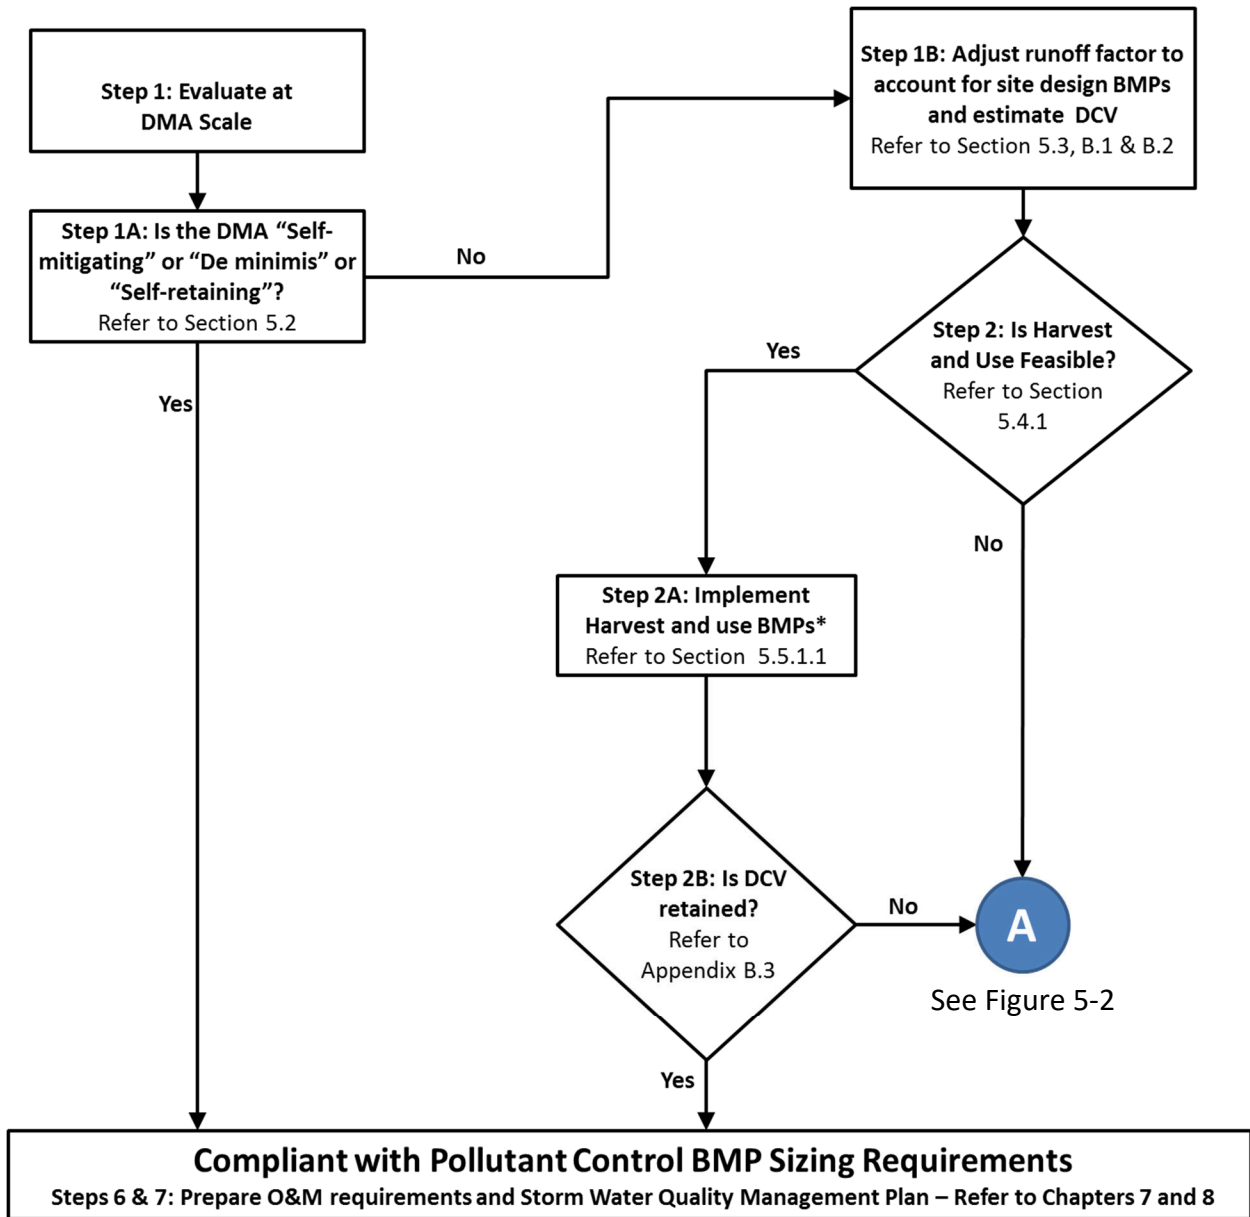 Step 1: Evaluate at
DMA Scale
Step 1A: Is the DMA “Self-
mitigating” or “De minimis” or
“Self-retaining”?
Refer to Section 5.2
No
Yes
Step 1B: Adjust runoff factor to
account for site design BMPs
and estimate DCV
Refer to Section 5.3, B.1 & B.2
Step 2: Is Harvest
and Use Feasible?
Refer to Section
5.4.1
Yes
No
Step 2A: Implement
Harvest and use BMPs*
Refer to Section 5.5.1.1
Step 2B: Is DCV
retained?
Refer to
Appendix B.3
No
Yes
A
See Figure 5-2
Compliant with Pollutant Control BMP Sizing Requirements
Steps 6 & 7: Prepare O&M requirements and Storm Water Quality Management Plan – Refer to Chapters 7 and 8